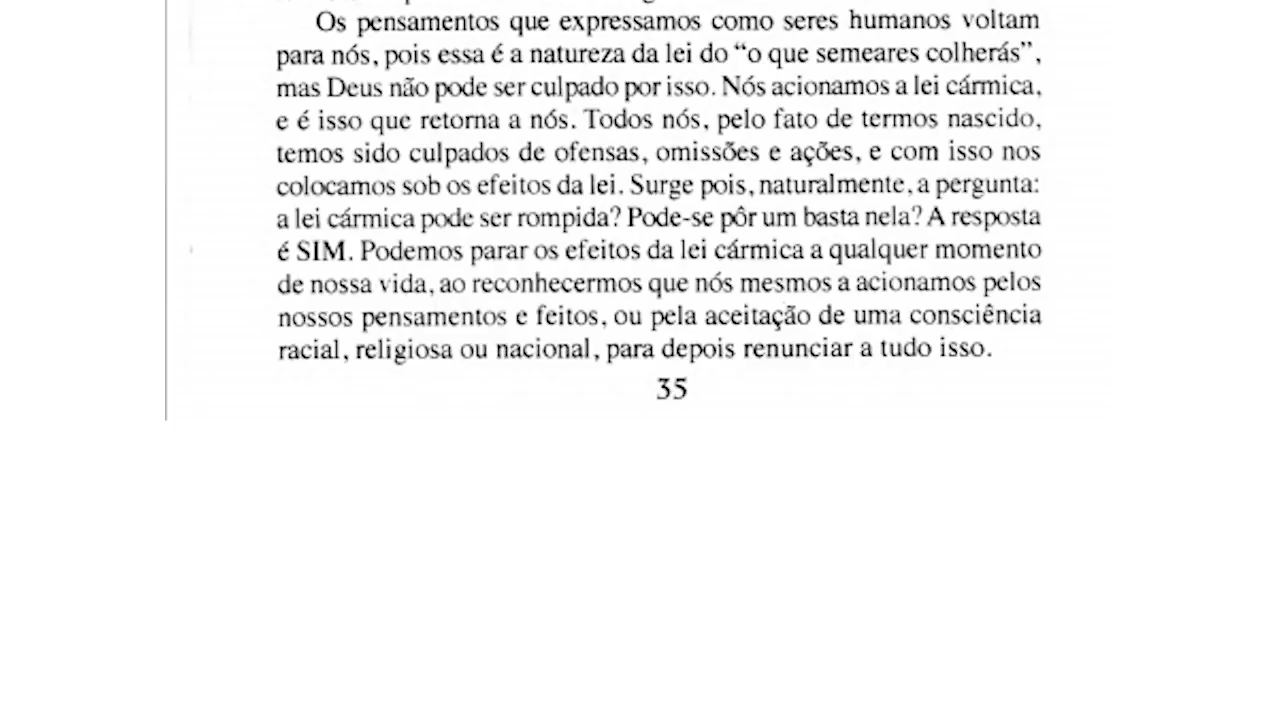 Os pensamentos que expressamos como seres humanos voltam
para nós, pois essa é a natureza da lei do “o que semeares colherás”,
mas Deus não pode ser culpado por isso. Nós acionamos a lei cármica,
e é isso que retorna a nós. Todos nós, pelo fato de termos nascido,
temos sido culpados de ofensas, omissões e ações, e com isso nos
colocamos sob os efeitos da lei. Surge pois, naturalmente, a pergunta:
a lei cármica pode ser rompida? Pode-se pôr um basta nela? A resposta
é SIM. Podemos parar os efeitos da lei cármica a qualquer momento
de nossa vida, ao reconhecermos que nós mesmos a acionamos pelos
nossos pensamentos e feitos, ou pela aceitação de uma consciência
racial, religiosa ou nacional, para depois renunciar a tudo isso.
35